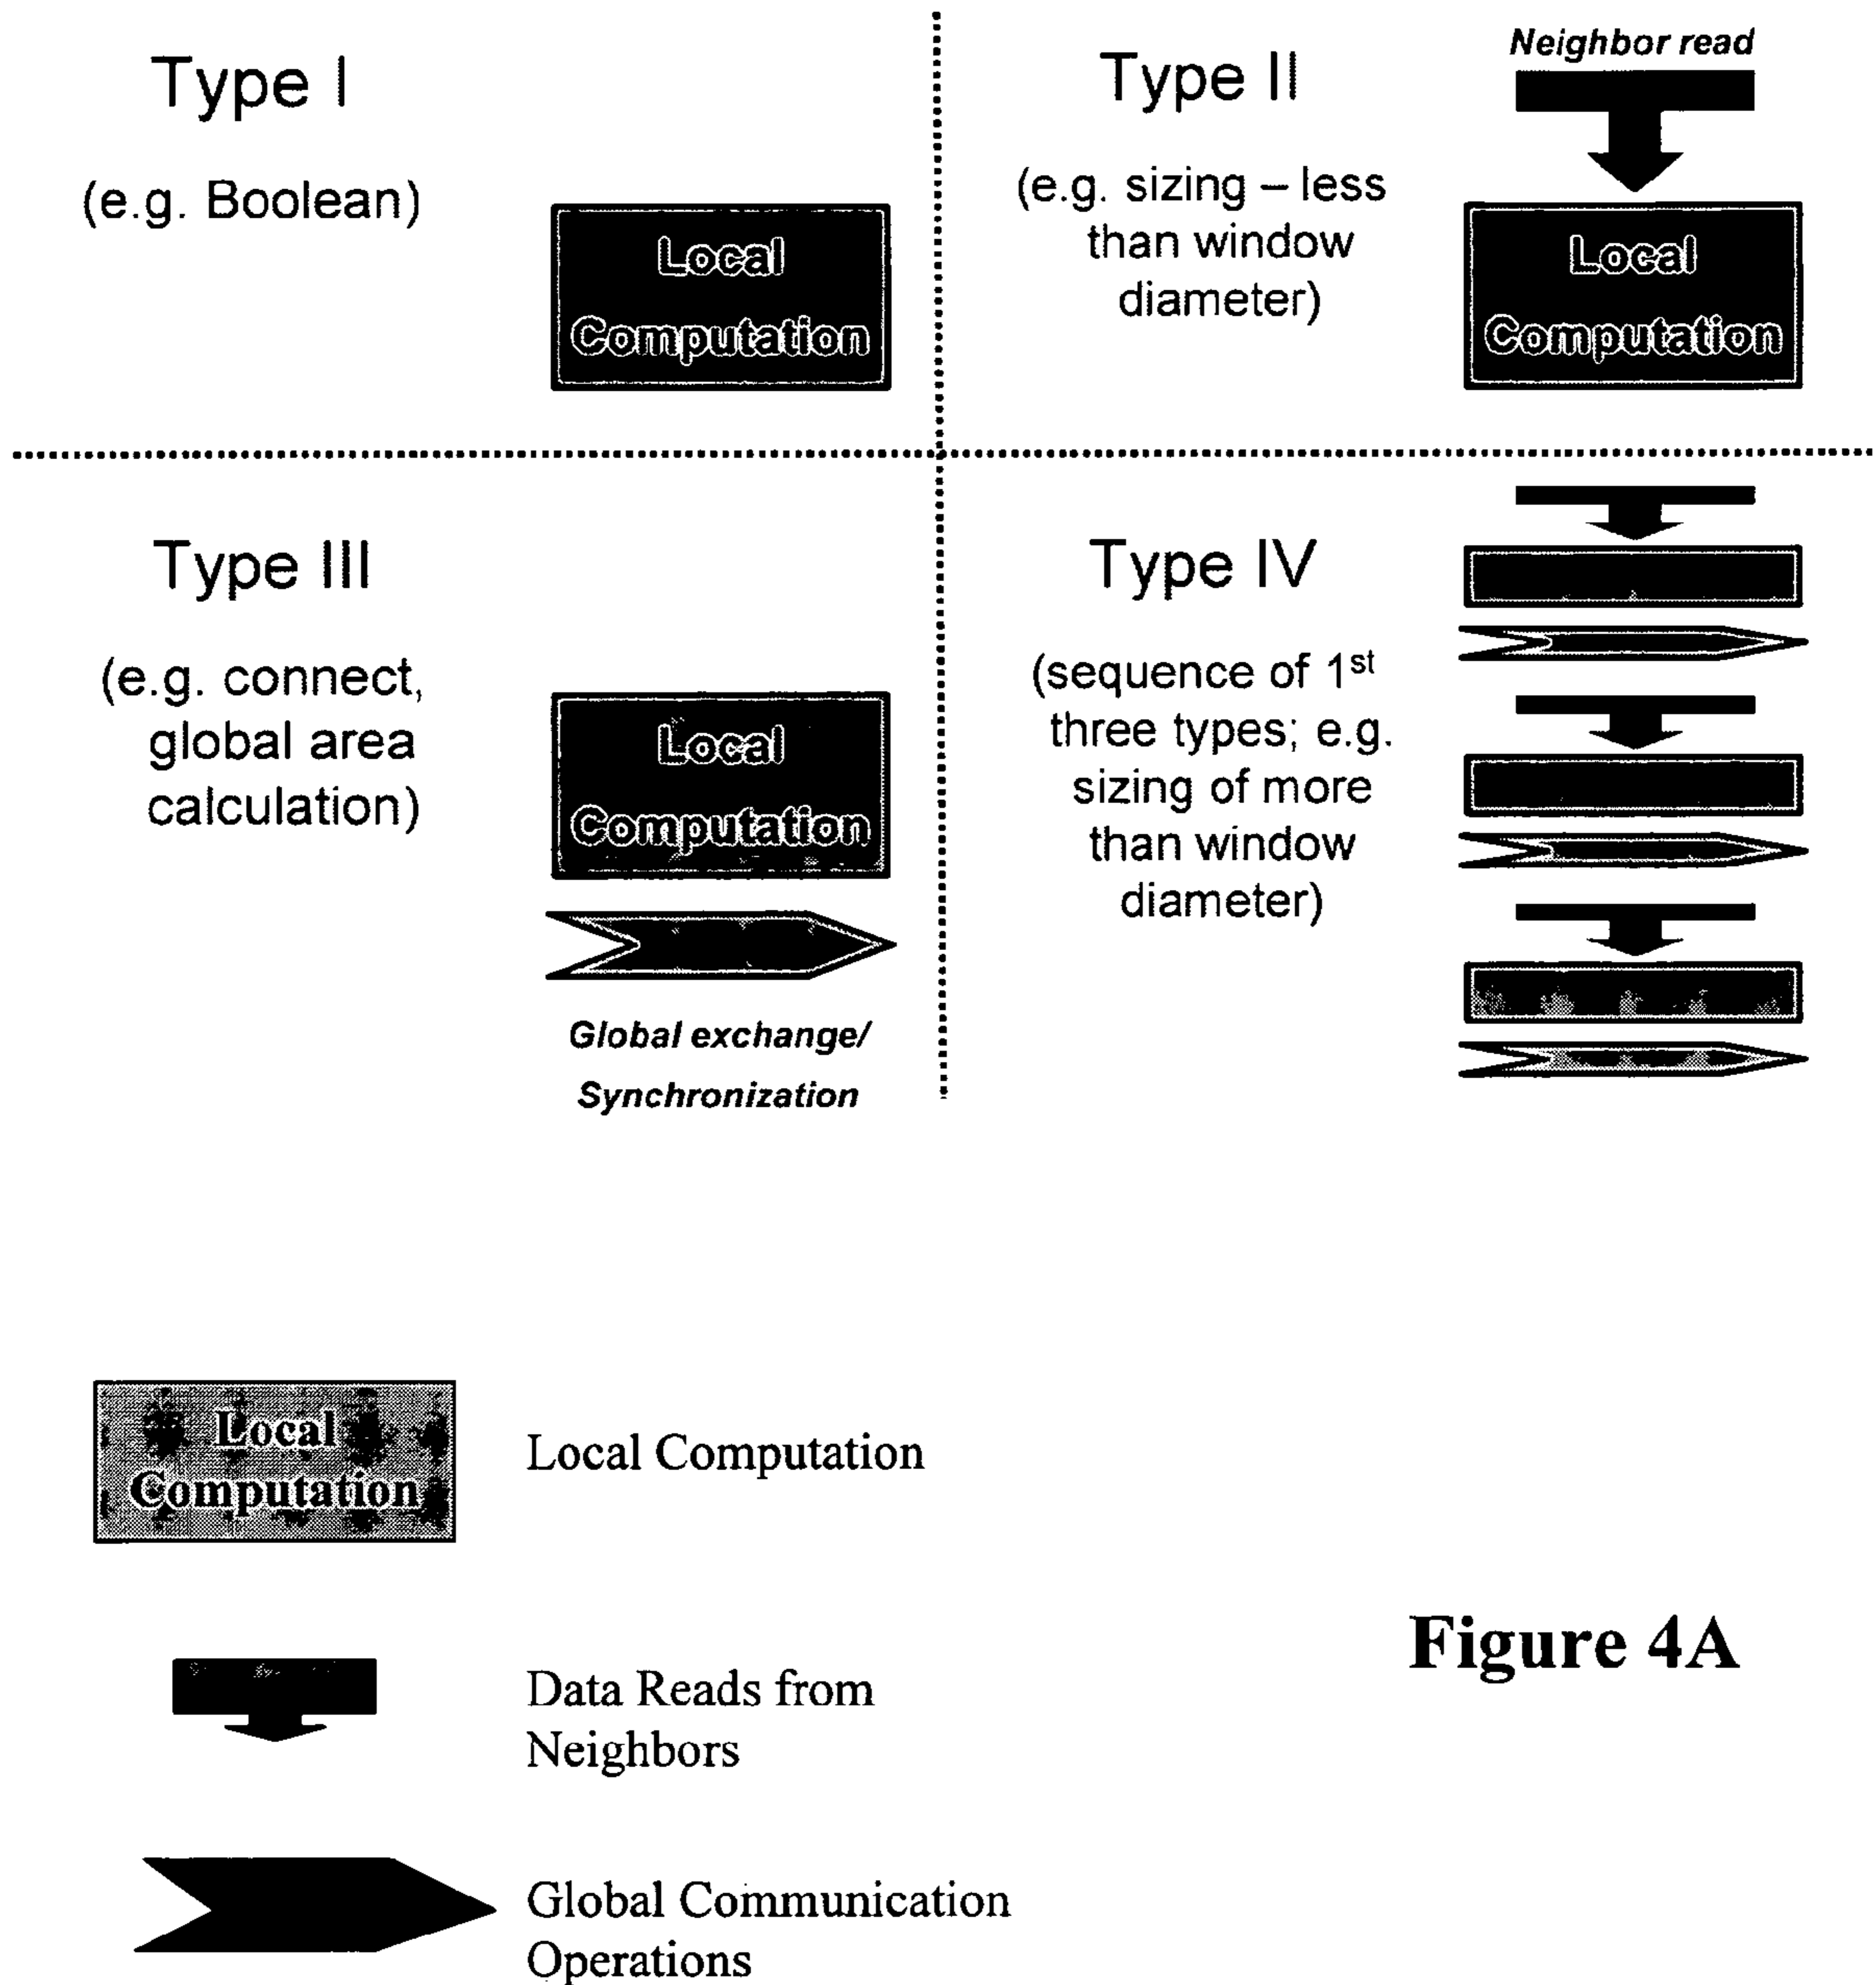 Type I
(e.g. Boolean)
Local
Computation
Type II
(e.g. sizing – less
than window
diameter)
Neighbor read
Local
Computation
Type III
(e.g. connect,
global area
calculation)
Local
Computation
Global exchange/
Synchronization
Type IV
(sequence of 1st
three types; e.g.
sizing of more
than window
diameter)
Local
Computation
Local Computation
Data Reads from
Neighbors
Global Communication
Operations
Figure 4A